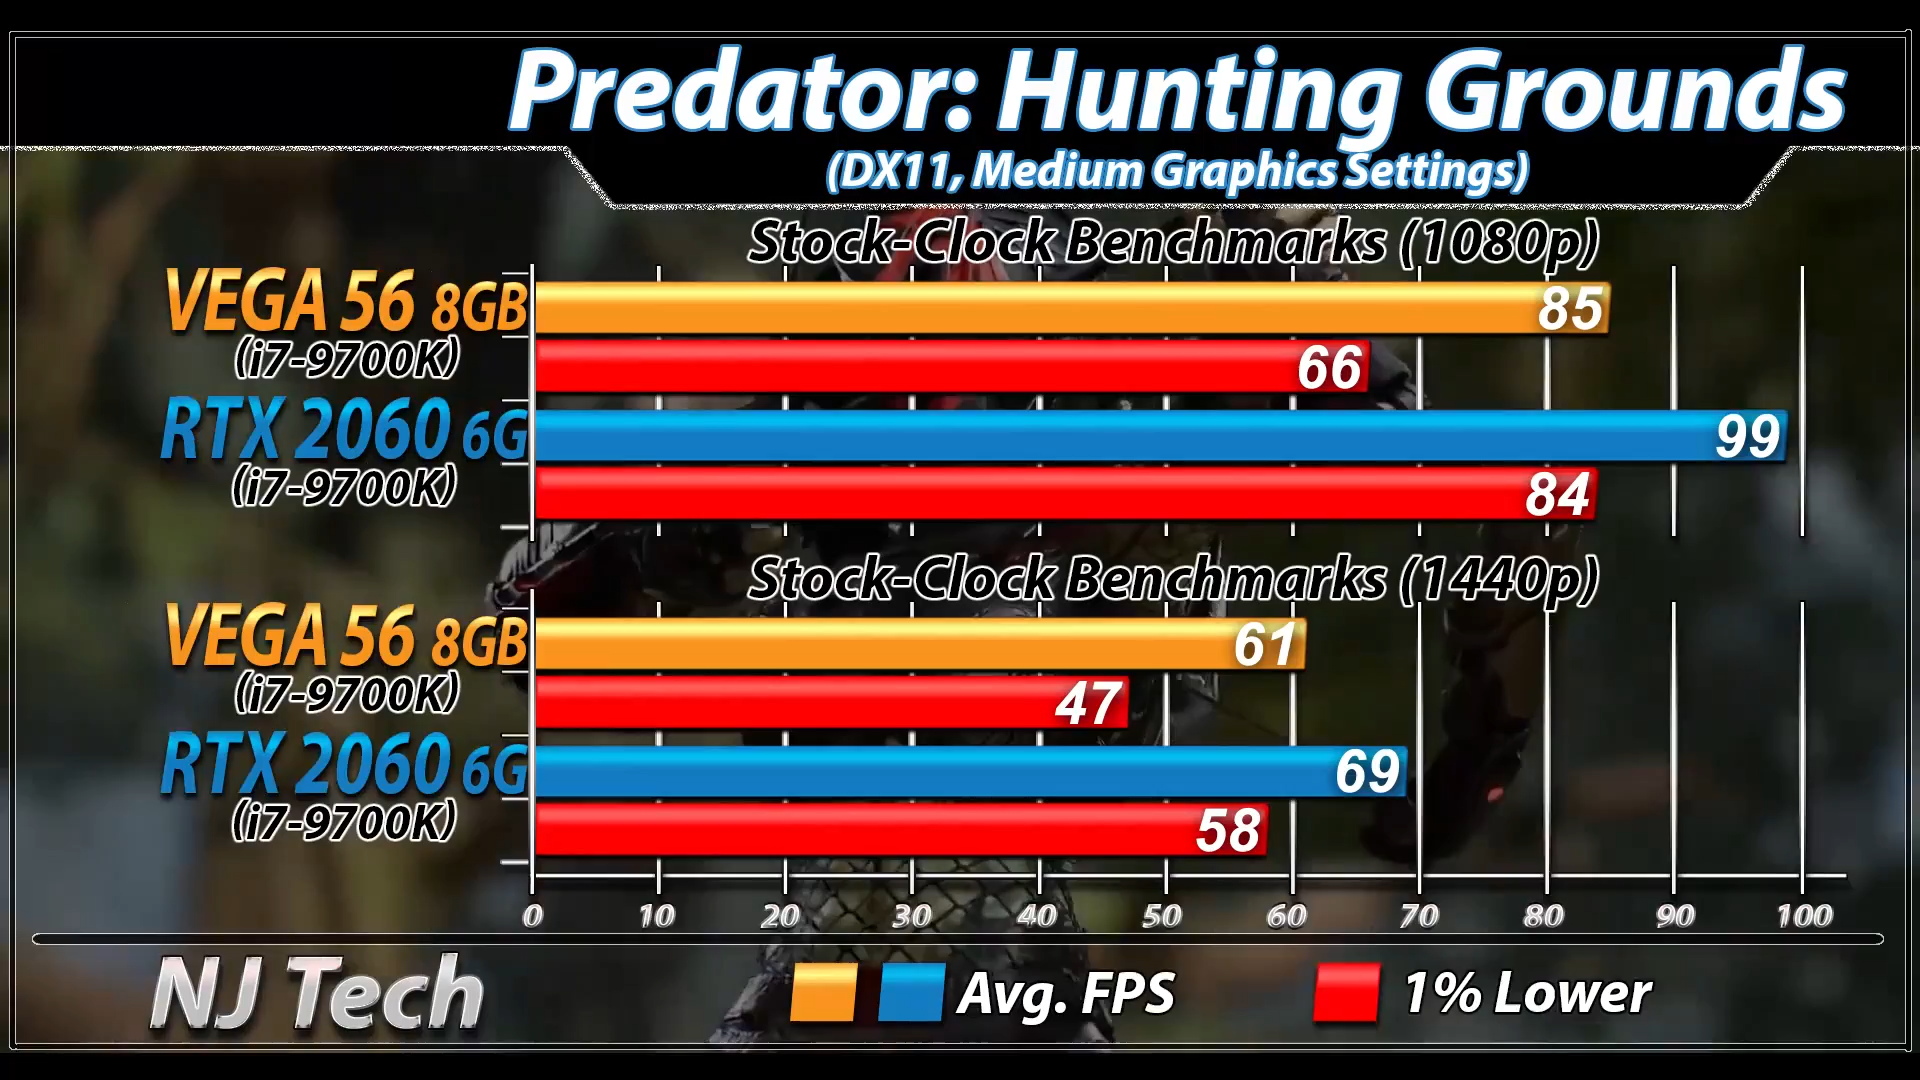 Predator: Hunting Grounds
(DX11, Medium Graphics Settings)
Stock-Clock Benchmarks (1080p)
VEGA 56 8GB
85
(i7-9700K)
66
RTX 2060 6G
99
(i7-9700K)
84
Stock-Clock Benchmarks (1440p)
VEGA 56 8GB
61
(i7-9700K)
47
RTX 2060 6G
69
(i7-9700K)
58
0 10 20 30 40 50 60 70 80 90 100
NJ Tech
Avg. FPS
1% Lower